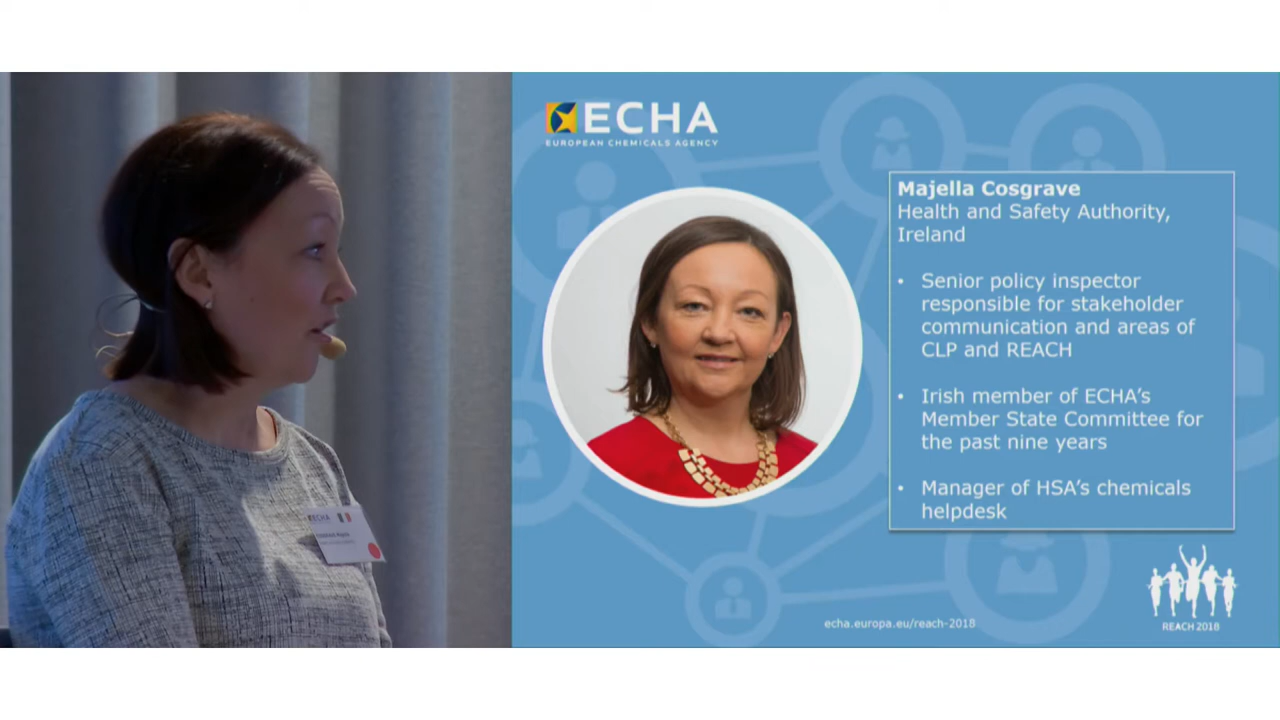 ECHA
EUROPEAN CHEMICALS AGENCY
Majella Cosgrave
Health and Safety Authority,
Ireland
• Senior policy inspector
responsible for stakeholder
communication and areas of
CLP and REACH
• Irish member of ECHA’s
Member State Committee for
the past nine years
• Manager of HSA’s chemicals
helpdesk
echa.europa.eu/reach-2018
REACH 2018
ECHA